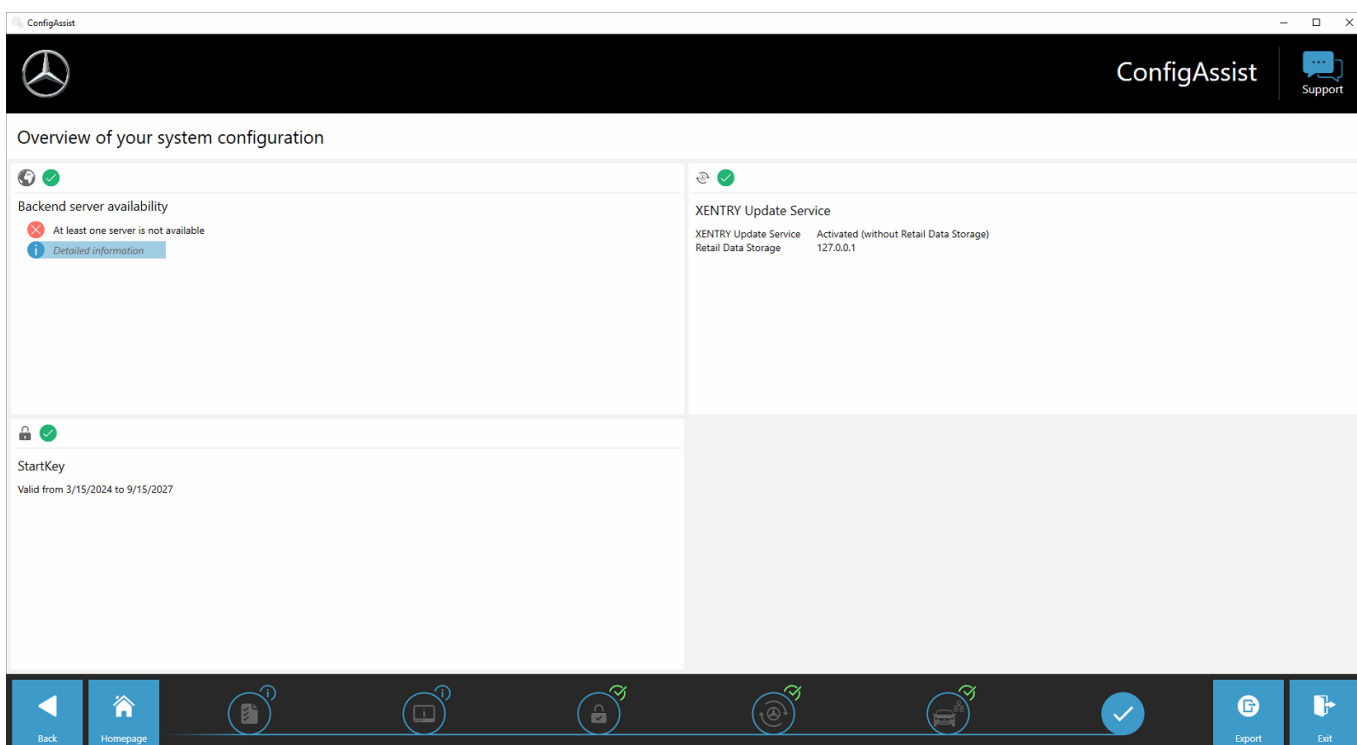 ConfigAssist
ConfigAssist
Support
Overview of your system configuration
Backend server availability
At least one server is not available
Detailed information
XENTRY Update Service
XENTRY Update Service Activated (without Retail Data Storage)
Retail Data Storage 127.0.0.1
StartKey
Valid from 3/15/2024 to 9/15/2027
Back
Homepage
Export
Exit